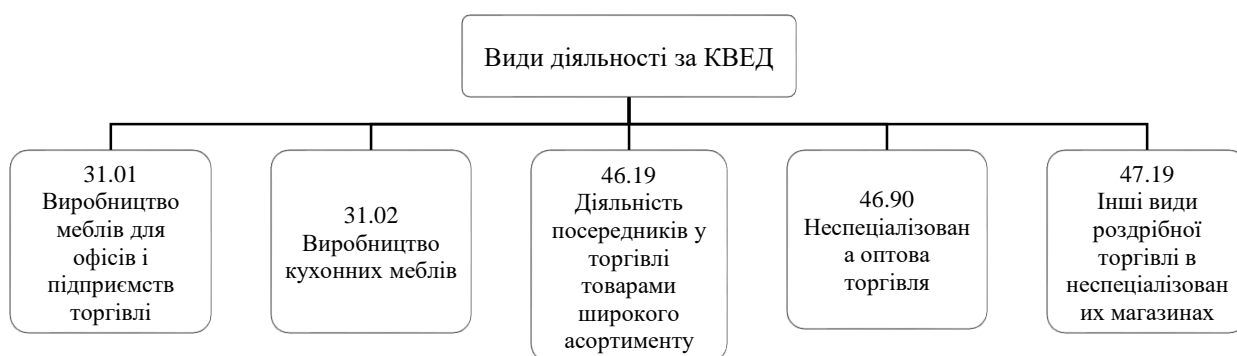 Види діяльності за КВЕД
31.01
Виробництво
меблів для
офісів і
підприємств
торгівлі
31.02
Виробництво
кухонних меблів
46.19
Діяльність
посередників у
торгівлі
товарами
широкого
асортименту
46.90
Неспеціалізован
а оптова
торгівля
47.19
Інші види
роздрібної
торгівлі в
неспеціалізован
их магазинах